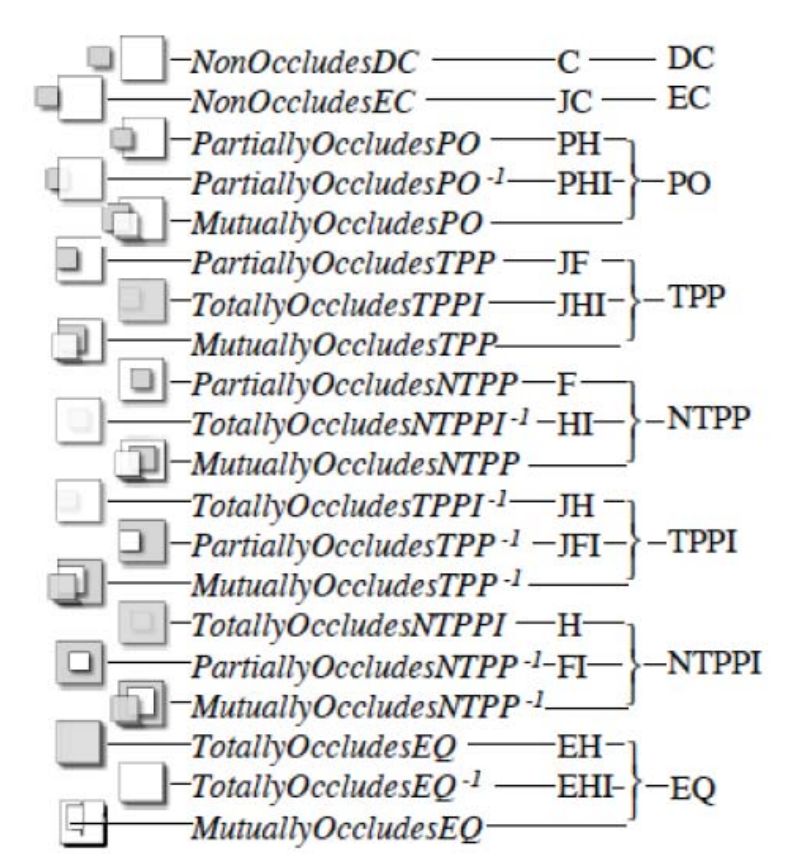 NonOccludesDC C DC
NonOccludesEC JC EC
PartiallyOccludesPO PH
PartiallyOccludesPO -1 PHI PO
MutuallyOccludesPO
PartiallyOccludesTPP JF
TotallyOccludesTPPI JHI TPP
MutuallyOccludesTPP
PartiallyOccludesNTPP F
TotallyOccludesNTPPI -1 HI NTPP
MutuallyOccludesNTPP
TotallyOccludesTPPI -1 JH
PartiallyOccludesTPP -1 JFI TPPI
MutuallyOccludesTPP -1
TotallyOccludesNTPPI H
PartiallyOccludesNTPP -1 FI NTPPI
MutuallyOccludesNTPP -1
TotallyOccludesEQ EH
TotallyOccludesEQ -1 EHI EQ
MutuallyOccludesEQ